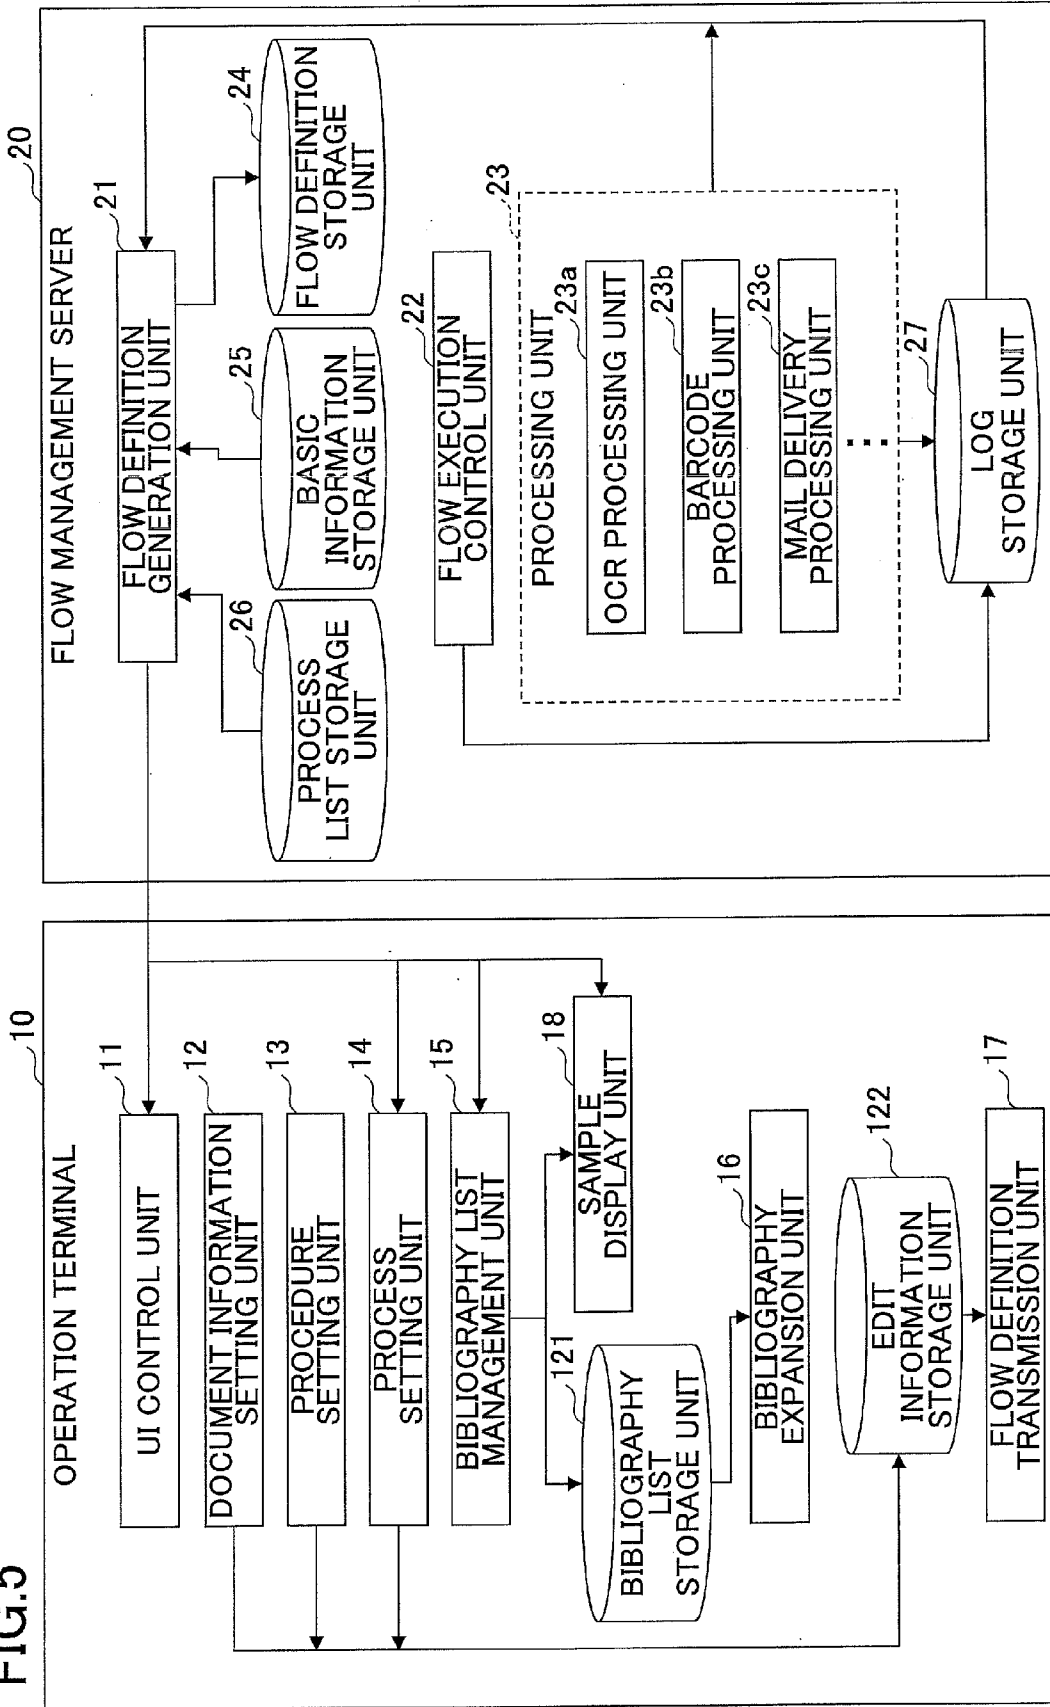 FIG.5
OPERATION TERMINAL
10
UI CONTROL UNIT
11
DOCUMENT INFORMATION
SETTING UNIT
12
PROCEDURE
SETTING UNIT
13
PROCESS
SETTING UNIT
14
BIBLIOGRAPHY LIST
MANAGEMENT UNIT
15
SAMPLE
DISPLAY UNIT
18
121
BIBLIOGRAPHY
LIST
STORAGE UNIT
BIBLIOGRAPHY
EXPANSION UNIT
16
EDIT
INFORMATION
STORAGE UNIT
122
FLOW DEFINITION
TRANSMISSION UNIT
17
FLOW MANAGEMENT SERVER
20
FLOW DEFINITION
GENERATION UNIT
21
PROCESS
LIST STORAGE
UNIT
26
BASIC
INFORMATION
STORAGE UNIT
25
FLOW DEFINITION
STORAGE
UNIT
24
FLOW EXECUTION
CONTROL UNIT
22
PROCESSING UNIT
23
OCR PROCESSING UNIT
23a
BARCODE
PROCESSING UNIT
23b
MAIL DELIVERY
PROCESSING UNIT
23c
LOG
STORAGE UNIT
27